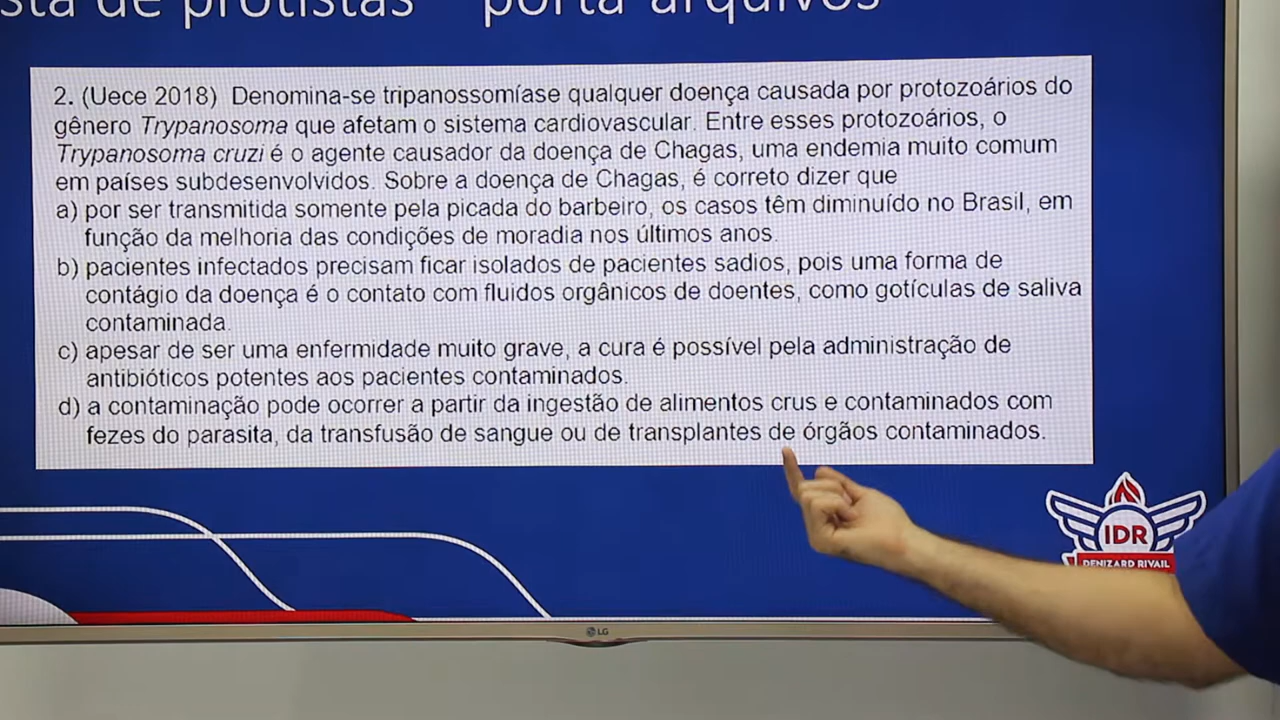 sta de protistas – porta-arquivos
2. (Uece 2018) Denomina-se tripanossomíase qualquer doença causada por protozoários do
gênero Trypanosoma que afetam o sistema cardiovascular. Entre esses protozoários, o
Trypanosoma cruzi é o agente causador da doença de Chagas, uma endemia muito comum
em países subdesenvolvidos. Sobre a doença de Chagas, é correto dizer que
a) por ser transmitida somente pela picada do barbeiro, os casos têm diminuído no Brasil, em
função da melhoria das condições de moradia nos últimos anos.
b) pacientes infectados precisam ficar isolados de pacientes sadios, pois uma forma de
contágio da doença é o contato com fluidos orgânicos de doentes, como gotículas de saliva
contaminada.
c) apesar de ser uma enfermidade muito grave, a cura é possível pela administração de
antibióticos potentes aos pacientes contaminados.
d) a contaminação pode ocorrer a partir da ingestão de alimentos crus e contaminados com
fezes do parasita, da transfusão de sangue ou de transplantes de órgãos contaminados.
IDR
DENIZARD RIVAIL
LG